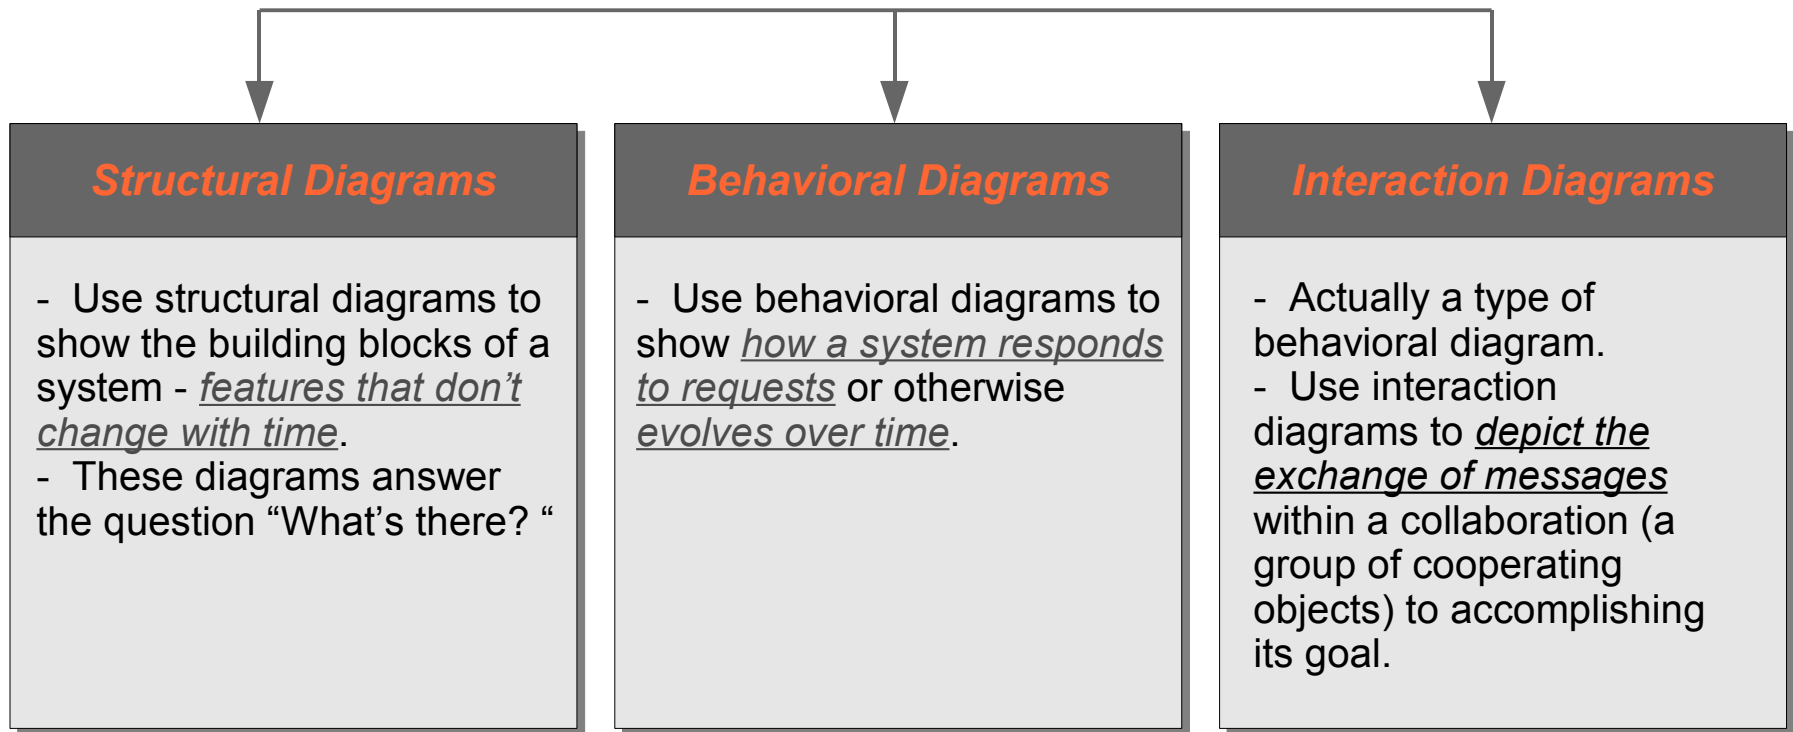 Structural Diagrams
- Use structural diagrams to
show the building blocks of a
system - features that don’t
change with time.
- These diagrams answer
the question “What’s there? “
Behavioral Diagrams
- Use behavioral diagrams to
show how a system responds
to requests or otherwise
evolves over time.
Interaction Diagrams
- Actually a type of
behavioral diagram.
- Use interaction
diagrams to depict the
exchange of messages
within a collaboration (a
group of cooperating
objects) to accomplishing
its goal.